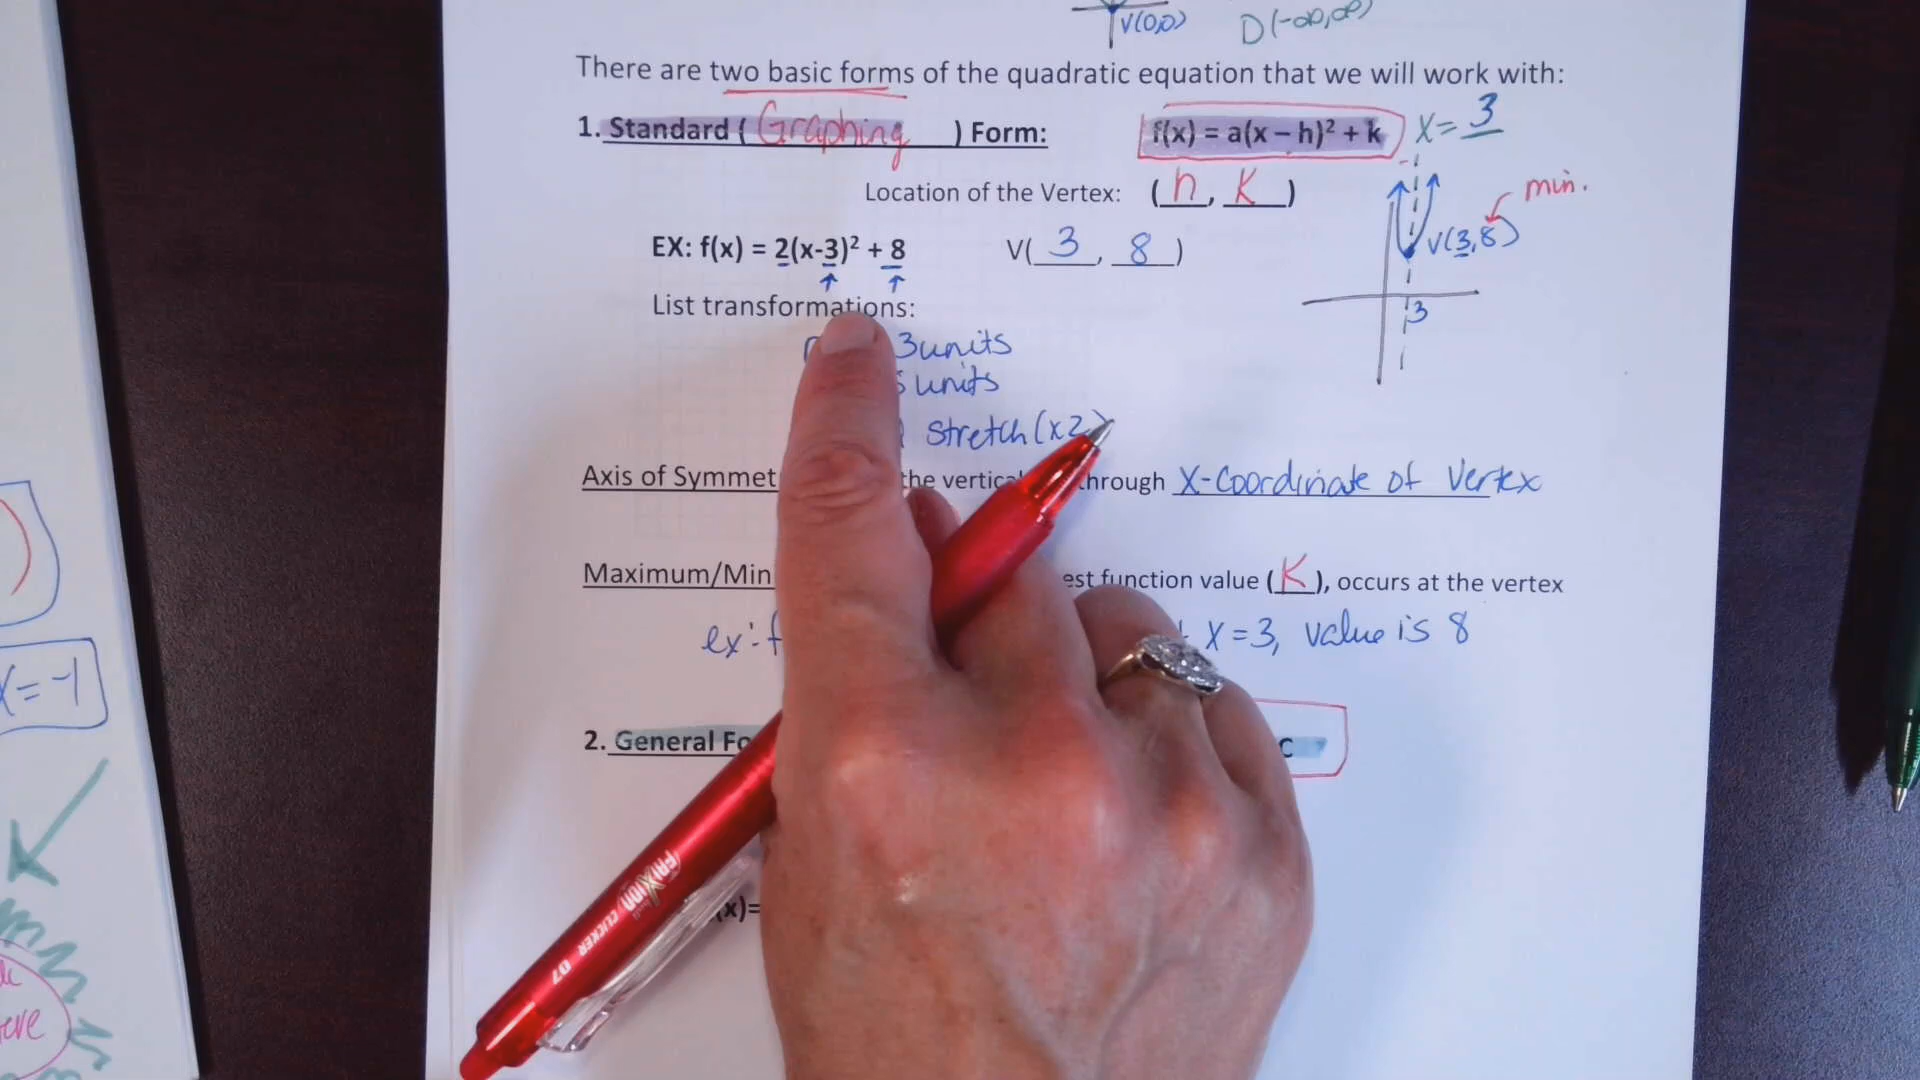 V(0,0) D(-∞,∞)
There are two basic forms of the quadratic equation that we will work with:
1. Standard ( Graphing ) Form: f(x) = a(x – h)² + k X= 3
Location of the Vertex: ( h, K ) min.
EX: f(x) = 2(x-3)² + 8 V( 3, 8 ) V(3,8)
List transformations: 3
3 units
units
stretch (x2)
Axis of Symmet the vertical through X-Coordinate of Vertex
Maximum/Min est function value ( K ), occurs at the vertex
ex: f X=3, value is 8
X=-1
2. General Fo C
(x)=
FRIXION CLICKER 07